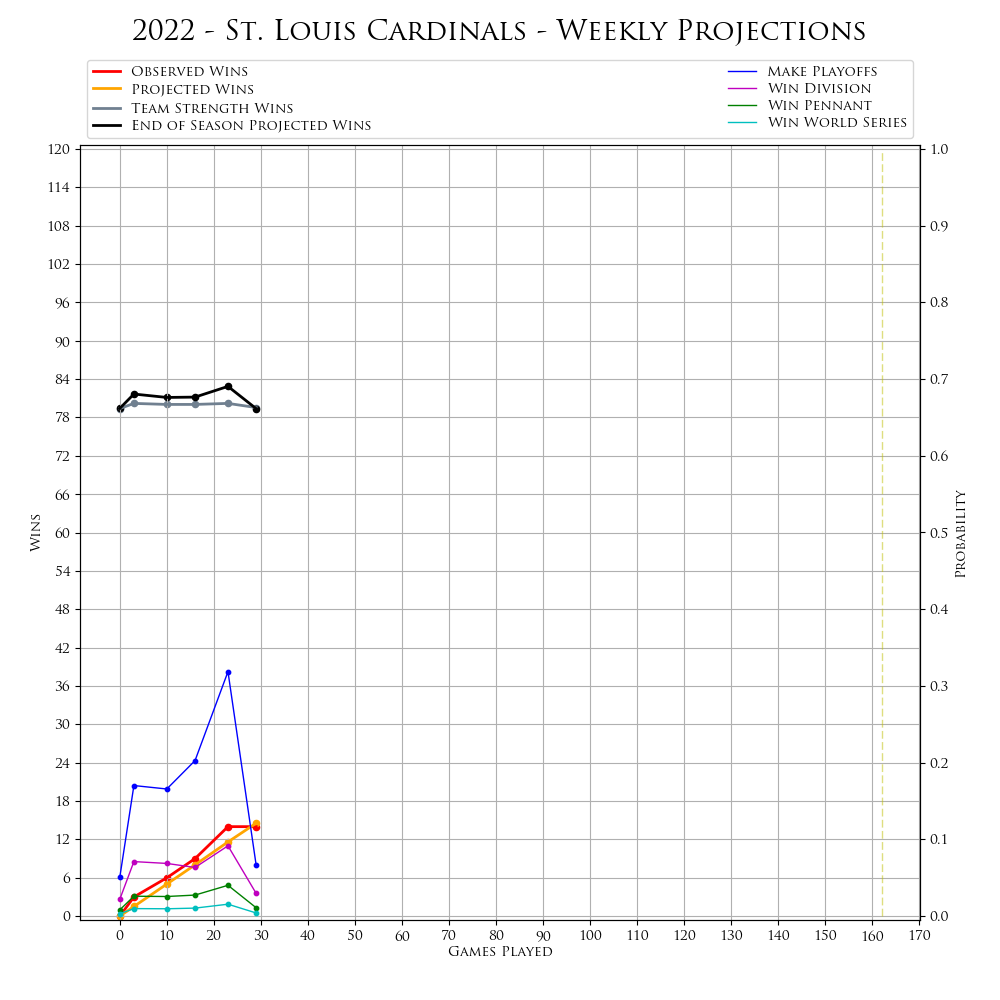 2022 - St. Louis Cardinals - Weekly Projections
Observed Wins
Projected Wins
Team Strength Wins
End of Season Projected Wins
Make Playoffs
Win Division
Win Pennant
Win World Series
120
114
108
102
96
90
84
78
72
66
60
54
48
42
36
30
24
18
12
6
0
Wins
1.0
0.9
0.8
0.7
0.6
0.5
0.4
0.3
0.2
0.1
0.0
Probability
0 10 20 30 40 50 60 70 80 90 100 110 120 130 140 150 160 170
Games Played